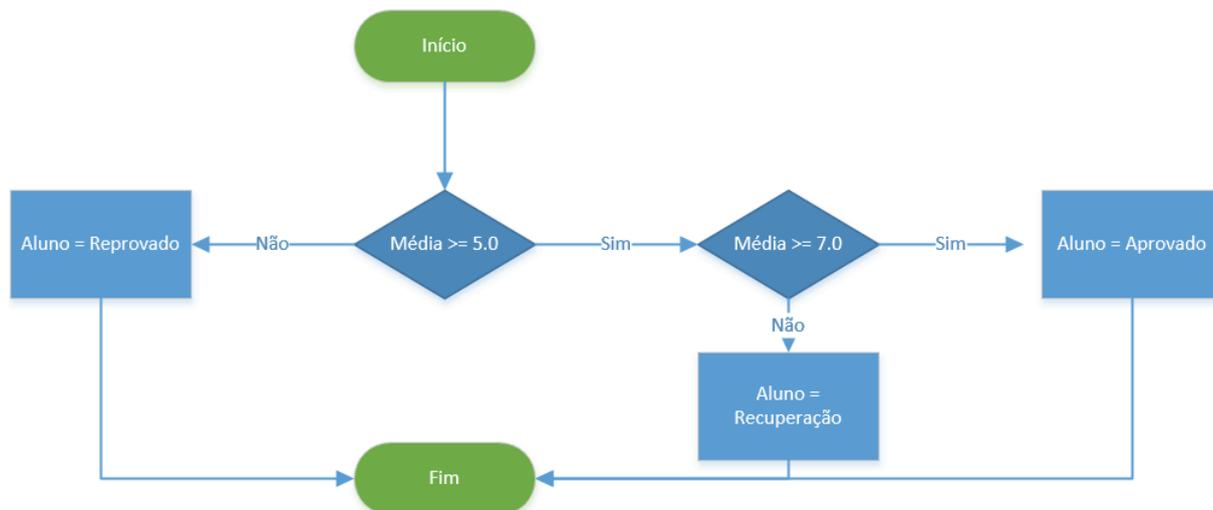 Início
Aluno = Reprovado
Não
Média >= 5.0
Sim
Média >= 7.0
Sim
Aluno = Aprovado
Não
Aluno =
Recuperação
Fim